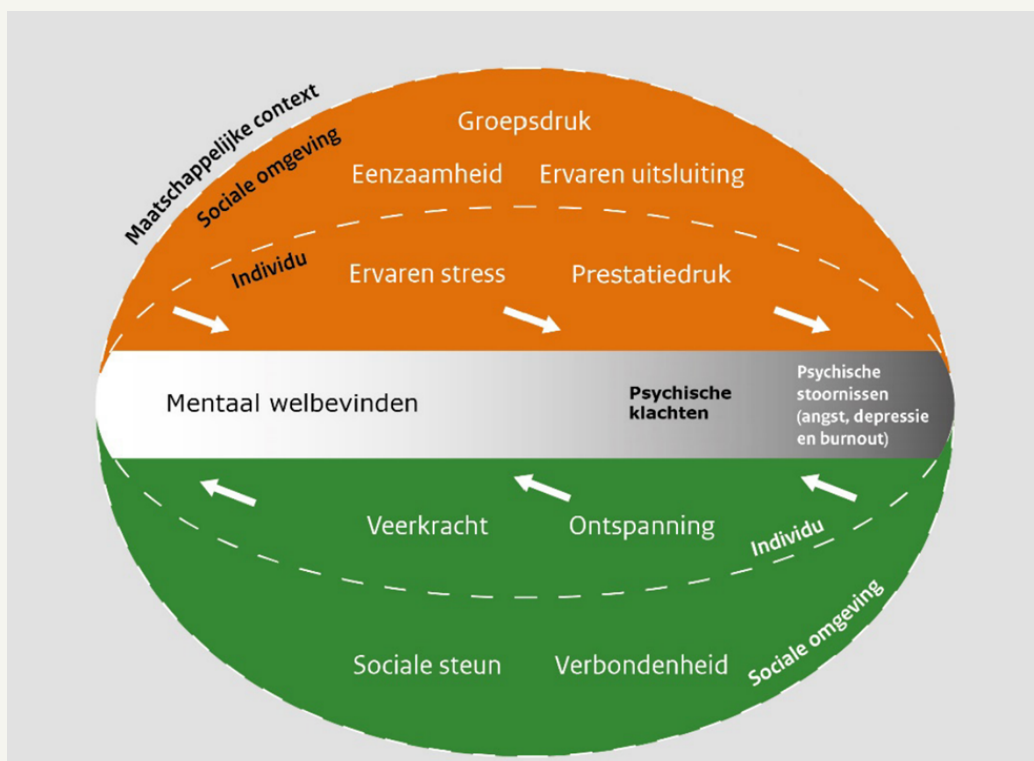 Maatschappelijke context
Sociale omgeving
Groepsdruk
Eenzaamheid Ervaren uitsluiting
Individu
Ervaren stress Prestatiedruk
Mentaal welbevinden
Psychische
klachten
Psychische
stoornissen
(angst, depressie
en burnout)
Veerkracht Ontspanning
Individu
Sociale steun Verbondenheid
Sociale omgeving